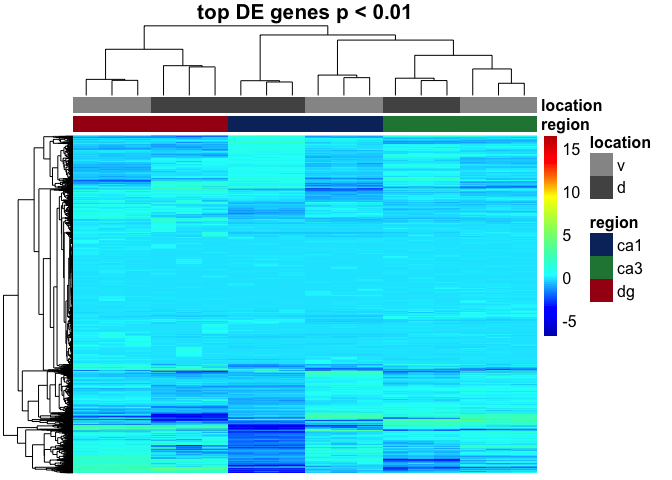 top DE genes p < 0.01
location
region
15
10
5
0
-5
location
v
d
region
ca1
ca3
dg